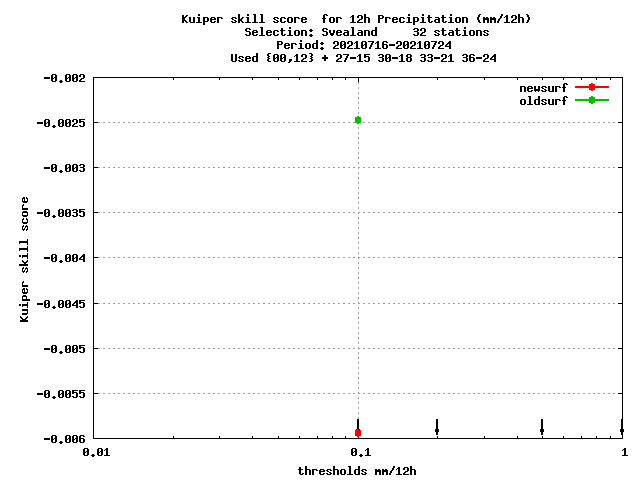 Kuiper skill score  for 12h Precipitation (mm/12h)
Selection: Svealand     32 stations
Period: 20210716-20210724
Used {00,12} + 27-15 30-18 33-21 36-24
newsurf
oldsurf
-0.002
-0.0025
-0.003
-0.0035
-0.004
-0.0045
-0.005
-0.0055
-0.006
Kuiper skill score
0.01
0.1
1
thresholds mm/12h